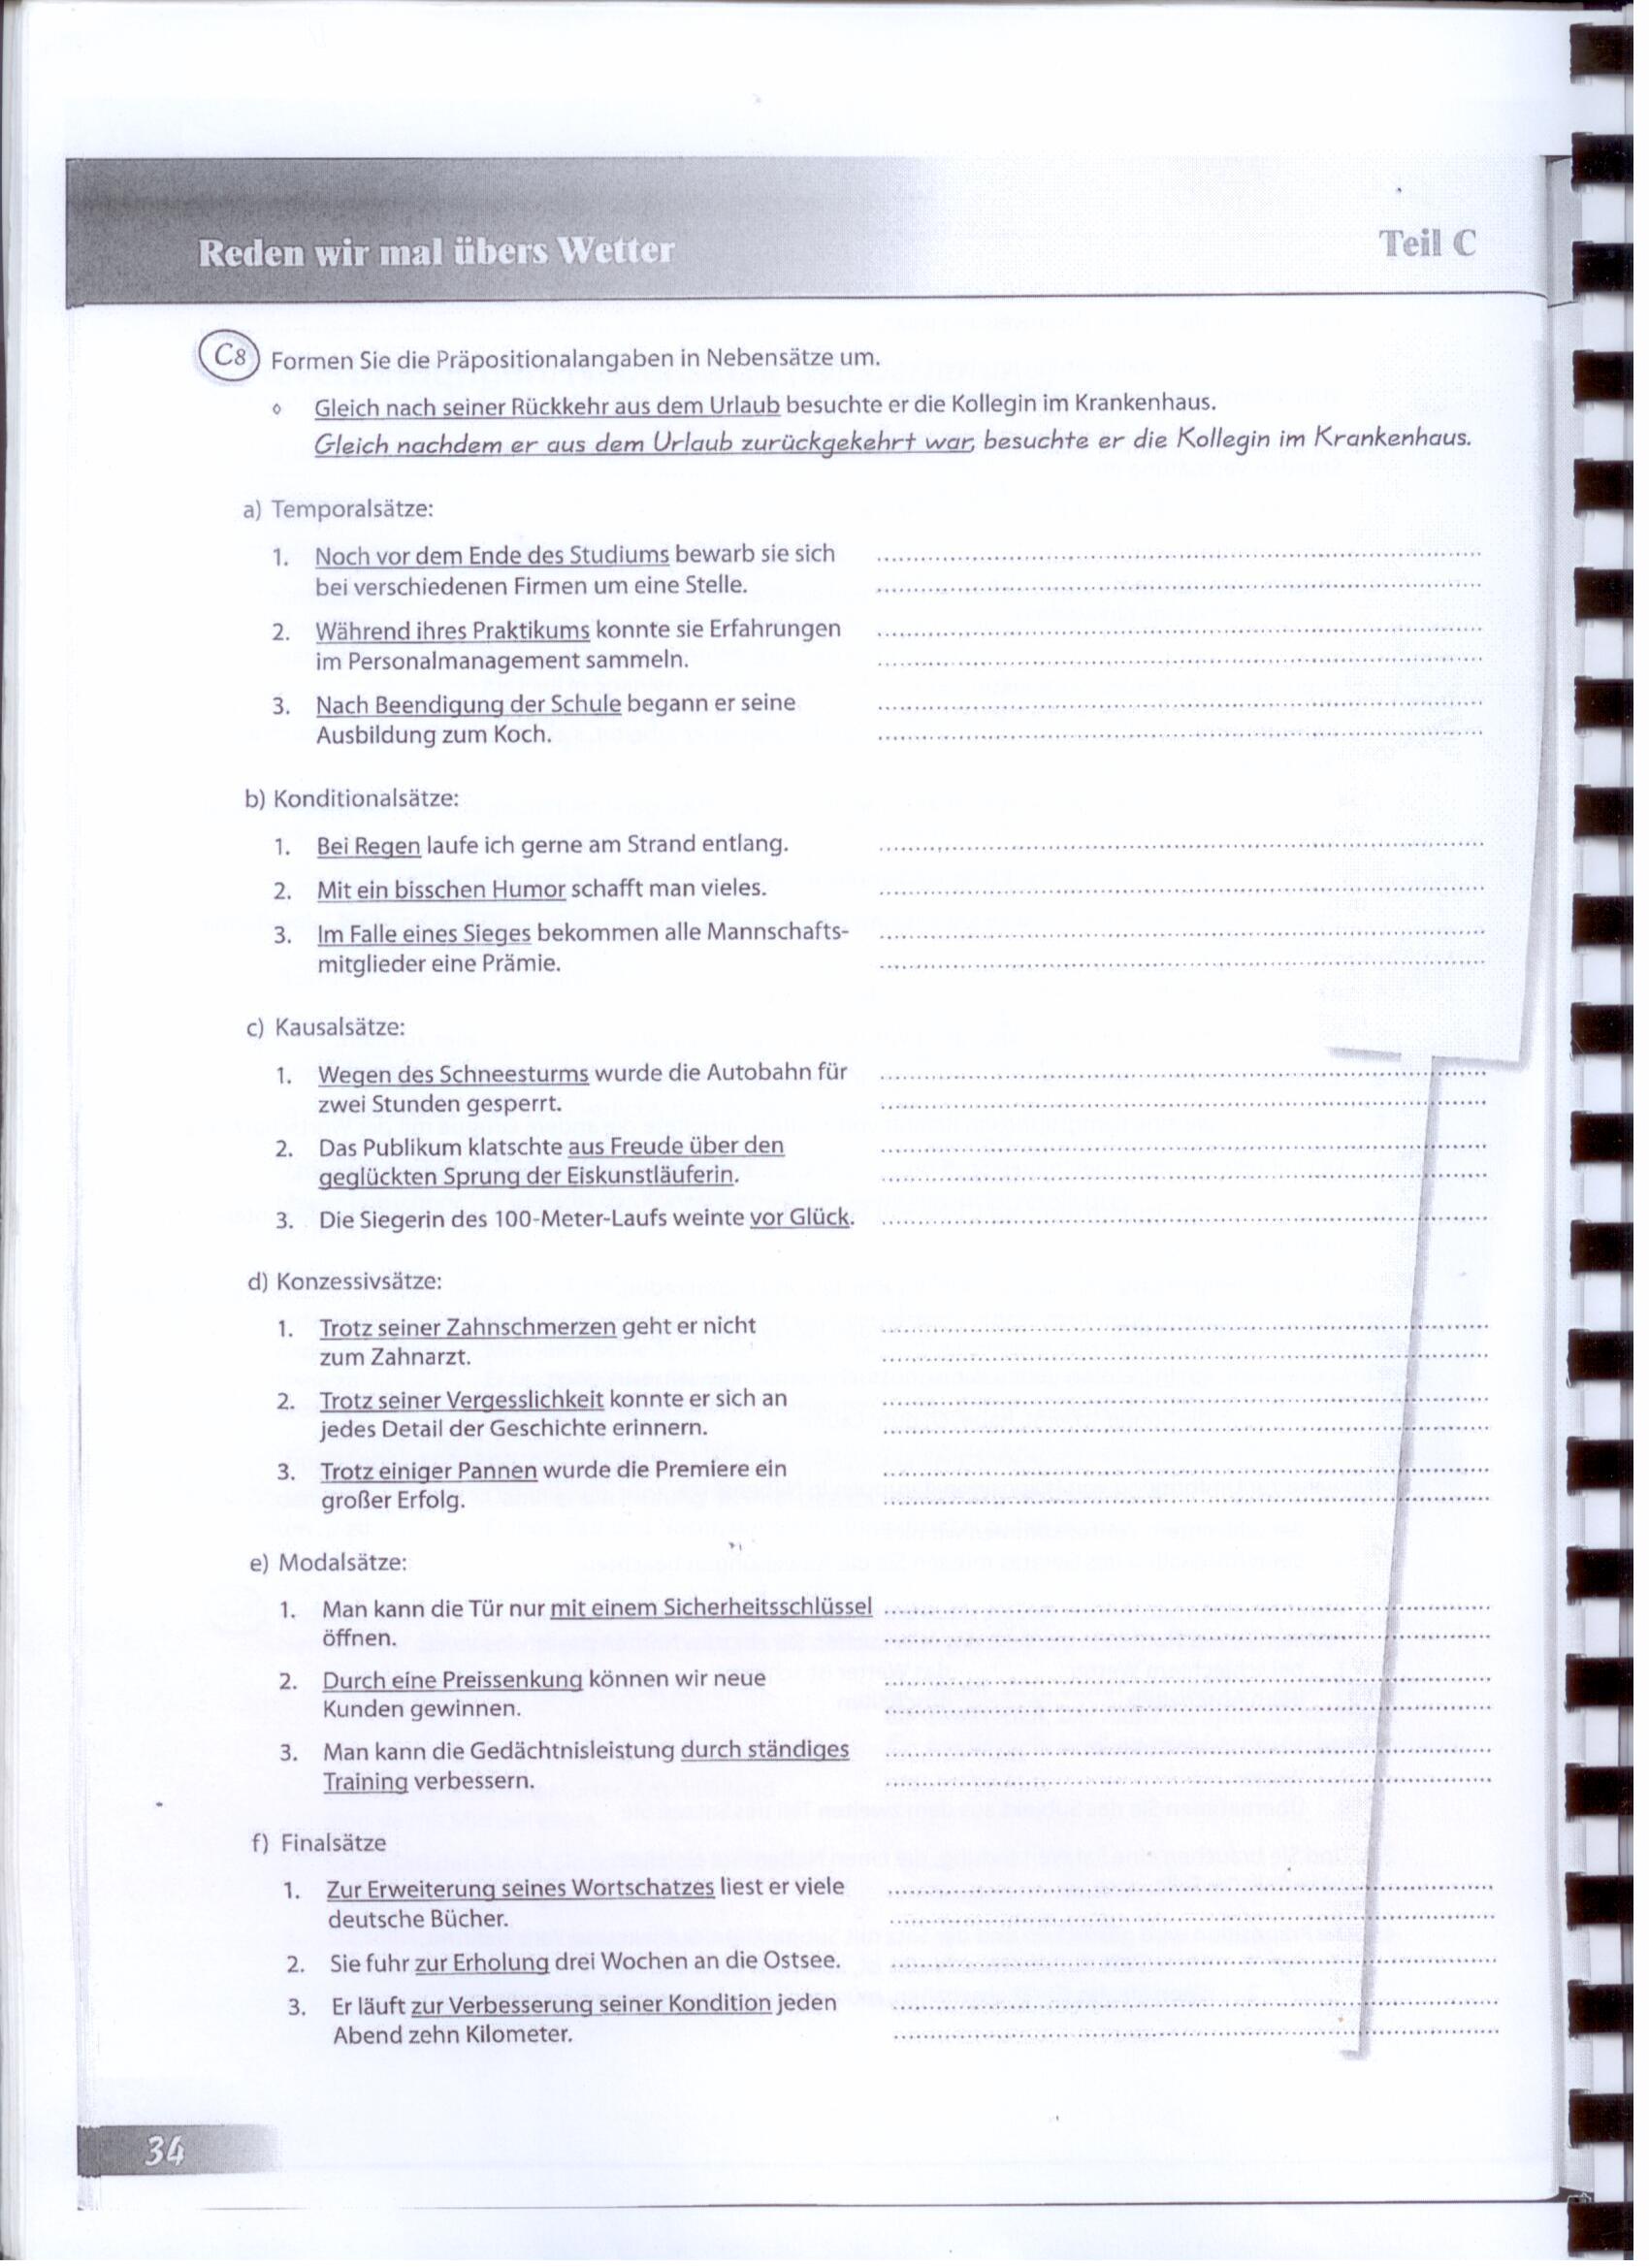 Reden wir mal übers Wetter
Teil C
C8 Formen Sie die Präpositionalangaben in Nebensätze um.
◊ Gleich nach seiner Rückkehr aus dem Urlaub besuchte er die Kollegin im Krankenhaus.
Gleich nachdem er aus dem Urlaub zurückgekehrt war, besuchte er die Kollegin im Krankenhaus.
a) Temporalsätze:
1. Noch vor dem Ende des Studiums bewarb sie sich
bei verschiedenen Firmen um eine Stelle.
2. Während ihres Praktikums konnte sie Erfahrungen
im Personalmanagement sammeln.
3. Nach Beendigung der Schule begann er seine
Ausbildung zum Koch.
b) Konditionalsätze:
1. Bei Regen laufe ich gerne am Strand entlang.
2. Mit ein bisschen Humor schafft man vieles.
3. Im Falle eines Sieges bekommen alle Mannschafts-
mitglieder eine Prämie.
c) Kausalsätze:
1. Wegen des Schneesturms wurde die Autobahn für
zwei Stunden gesperrt.
2. Das Publikum klatschte aus Freude über den
geglückten Sprung der Eiskunstläuferin.
3. Die Siegerin des 100-Meter-Laufs weinte vor Glück.
d) Konzessivsätze:
1. Trotz seiner Zahnschmerzen geht er nicht
zum Zahnarzt.
2. Trotz seiner Vergesslichkeit konnte er sich an
jedes Detail der Geschichte erinnern.
3. Trotz einiger Pannen wurde die Premiere ein
großer Erfolg.
e) Modalsätze:
1. Man kann die Tür nur mit einem Sicherheitsschlüssel
öffnen.
2. Durch eine Preissenkung können wir neue
Kunden gewinnen.
3. Man kann die Gedächtnisleistung durch ständiges
Training verbessern.
f) Finalsätze
1. Zur Erweiterung seines Wortschatzes liest er viele
deutsche Bücher.
2. Sie fuhr zur Erholung drei Wochen an die Ostsee.
3. Er läuft zur Verbesserung seiner Kondition jeden
Abend zehn Kilometer.
34